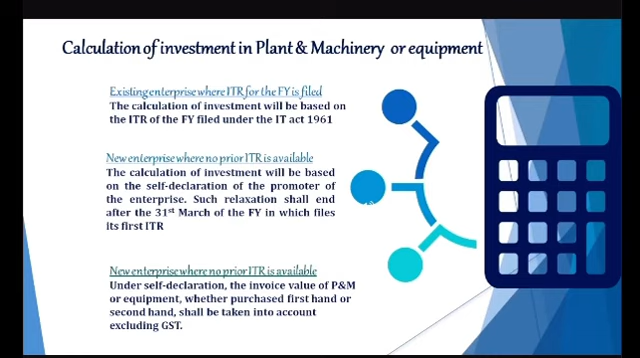 Calculation of investment in Plant & Machinery or equipment
Existing enterprise where ITR for the FY is filed
The calculation of investment will be based on
the ITR of the FY filed under the IT act 1961
New enterprise where no prior ITR is available
The calculation of investment will be based
on the self-declaration of the promoter of
the enterprise. Such relaxation shall end
after the 31st March of the FY in which files
its first ITR
New enterprise where no prior ITR is available
Under self-declaration, the invoice value of P&M
or equipment, whether purchased first hand or
second hand, shall be taken into account
excluding GST.